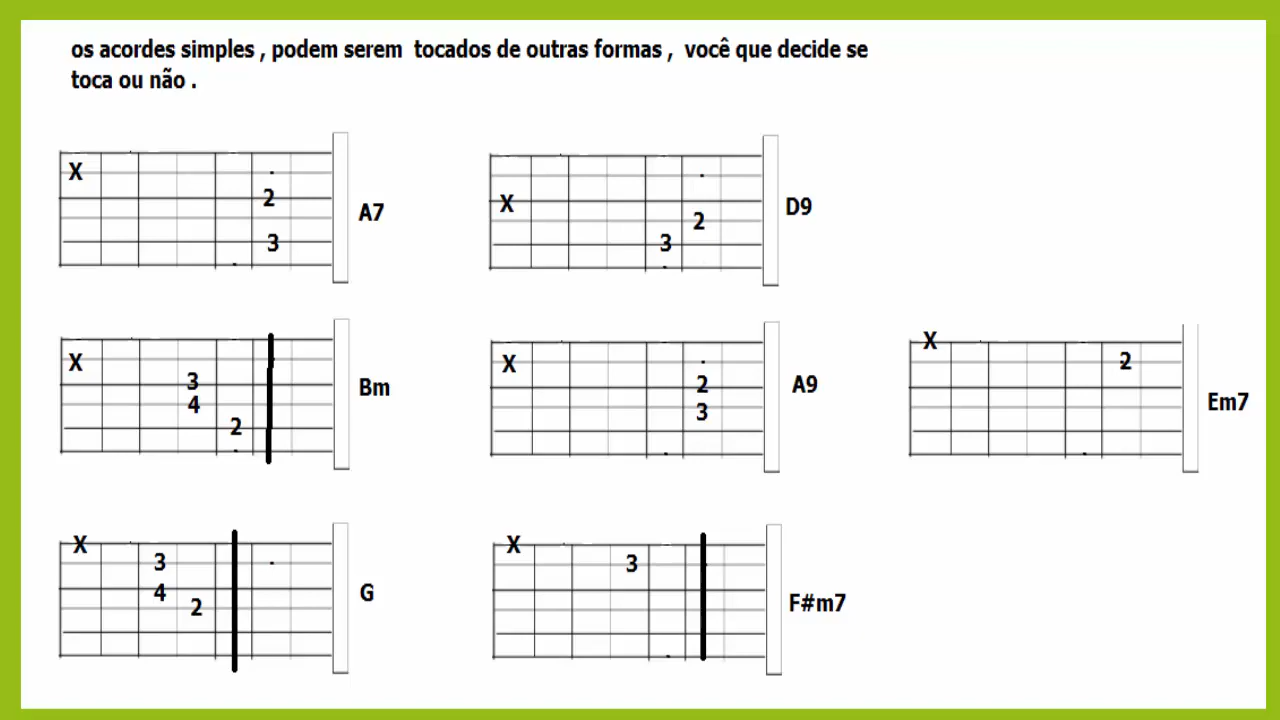 os acordes simples , podem serem tocados de outras formas , você que decide se
toca ou não .
X
2
3
A7
X
2
3
D9
X
3
4
2
Bm
X
2
3
A9
X
2
Em7
X
3
4
2
G
X
3
F#m7